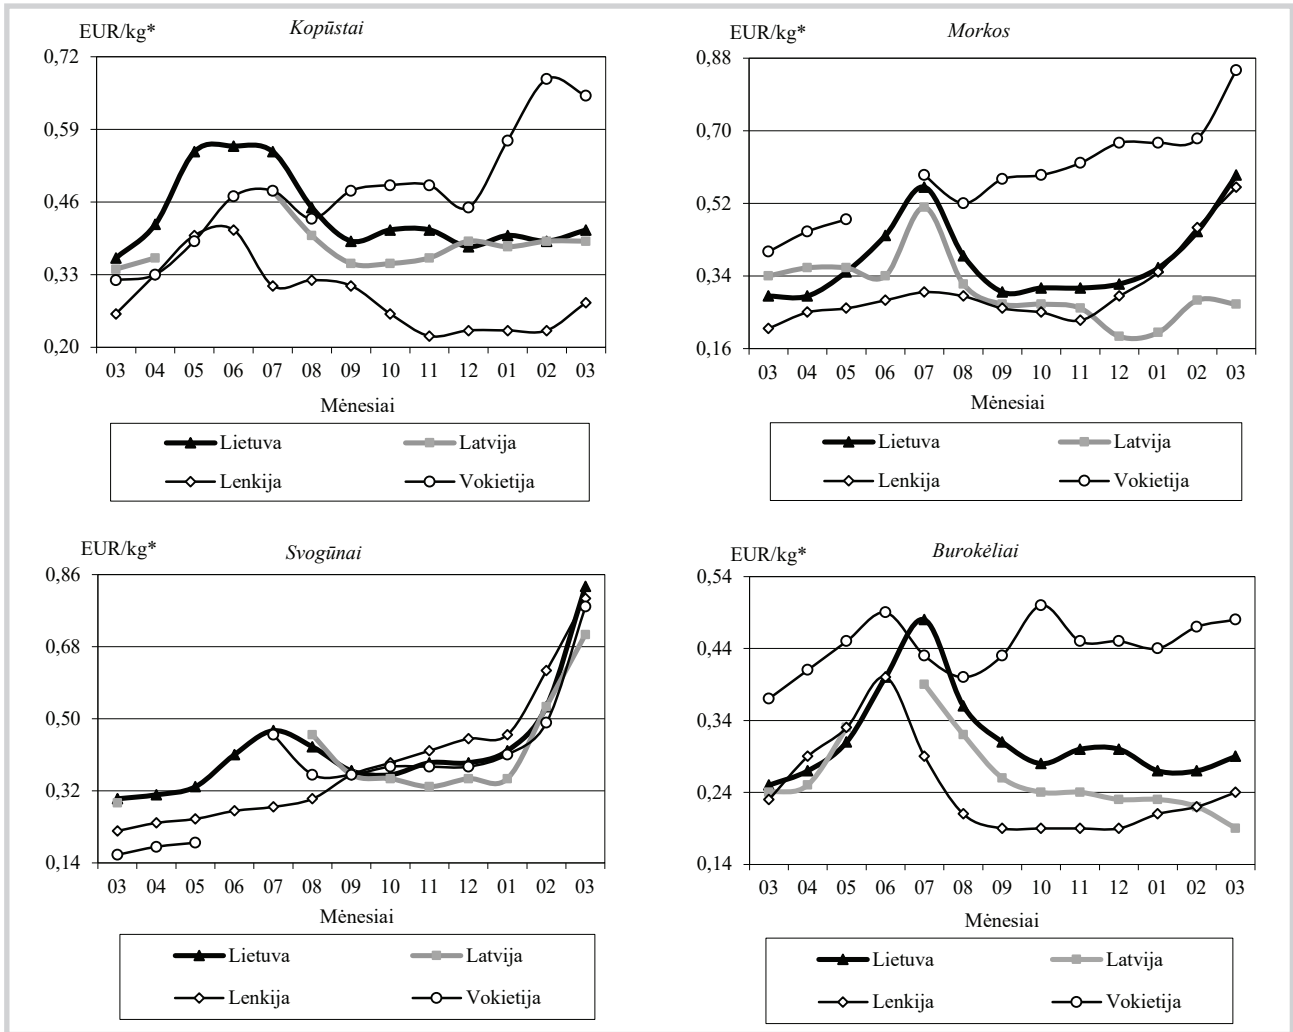 EUR/kg*
Kopūstai
0,72
0,59
0,46
0,33
0,20
03 04 05 06 07 08 09 10 11 12 01 02 03
Mėnesiai
Lietuva Latvija
Lenkija Vokietija
EUR/kg*
Morkos
0,88
0,70
0,52
0,34
0,16
03 04 05 06 07 08 09 10 11 12 01 02 03
Mėnesiai
Lietuva Latvija
Lenkija Vokietija
EUR/kg*
Svogūnai
0,86
0,68
0,50
0,32
0,14
03 04 05 06 07 08 09 10 11 12 01 02 03
Mėnesiai
Lietuva Latvija
Lenkija Vokietija
EUR/kg*
Burokėliai
0,54
0,44
0,34
0,24
0,14
03 04 05 06 07 08 09 10 11 12 01 02 03
Mėnesiai
Lietuva Latvija
Lenkija Vokietija